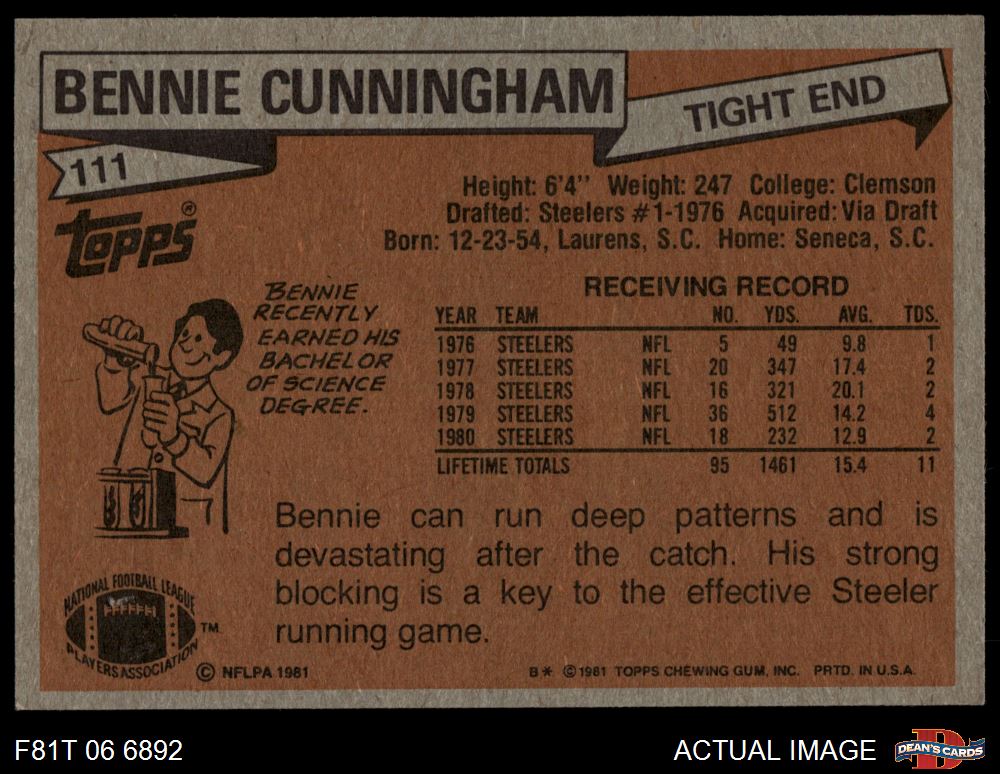 BENNIE CUNNINGHAM
TIGHT END
111
Topps®
Height: 6'4" Weight: 247 College: Clemson
Drafted: Steelers #1-1976 Acquired: Via Draft
Born: 12-23-54, Laurens, S.C. Home: Seneca, S.C.
BENNIE
RECENTLY
EARNED HIS
BACHELOR
OF SCIENCE
DEGREE.
RECEIVING RECORD
YEAR TEAM NO. YDS. AVG. TDS.
1976 STEELERS NFL 5 49 9.8 1
1977 STEELERS NFL 20 347 17.4 2
1978 STEELERS NFL 16 321 20.1 2
1979 STEELERS NFL 36 512 14.2 4
1980 STEELERS NFL 18 232 12.9 2
LIFETIME TOTALS 95 1461 15.4 11
Bennie can run deep patterns and is
devastating after the catch. His strong
blocking is a key to the effective Steeler
running game.
NATIONAL FOOTBALL LEAGUE
PLAYERS ASSOCIATION
TM
© NFLPA 1981
B* © 1981 TOPPS CHEWING GUM, INC. PRTD. IN U.S.A.
F81T 06 6892
ACTUAL IMAGE
D
DEAN'S CARDS